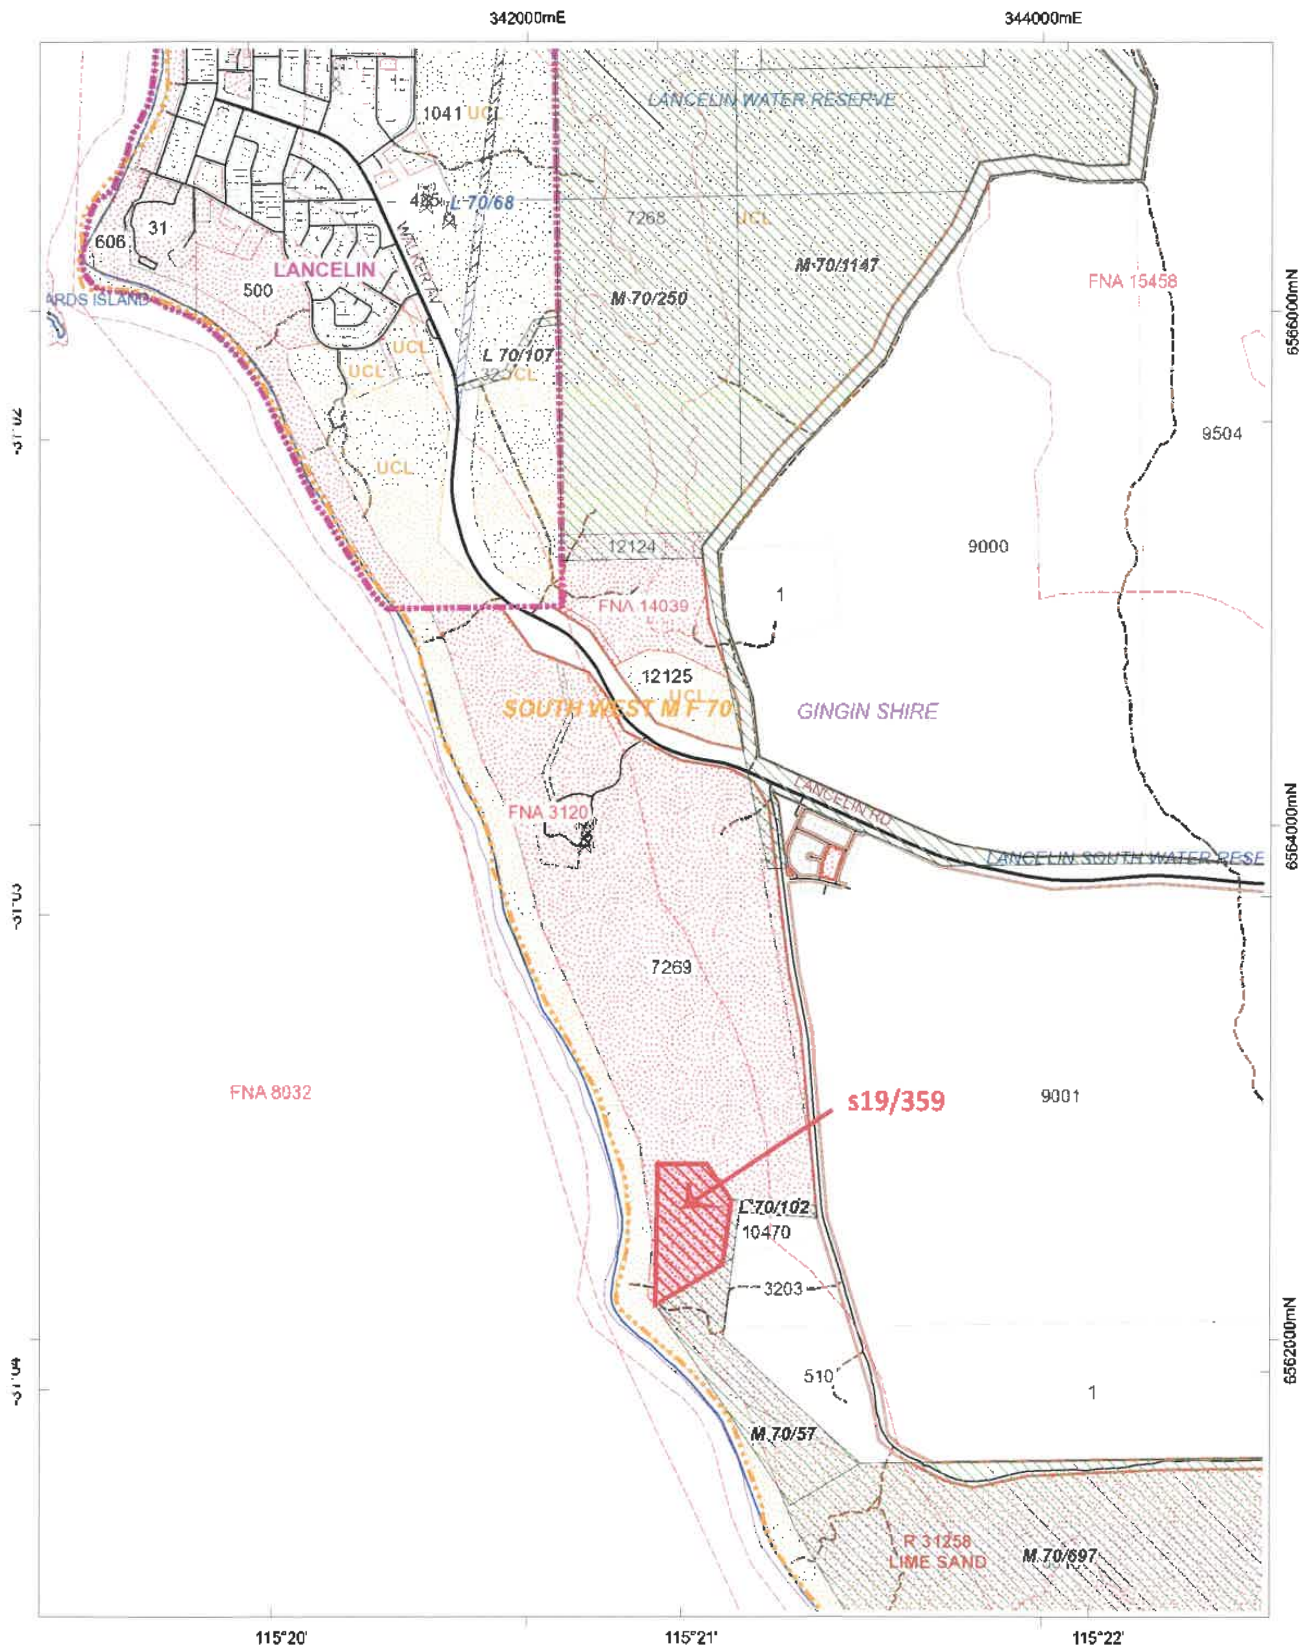 342000mE
344000mE
LANCELIN WATER RESERVE
1041 UCL
L 70/68
7268
UCL
31
606
WALKER AV
M 70/1147
LANCELIN
FNA 15458
500
M 70/250
ARDS ISLAND
6566000mN
UCL
L 70/107
UCL
UCL
9504
UCL
12124
9000
FNA 14039
1
12125
UCL
SOUTH WEST M F 70
GINGIN SHIRE
LANCELIN RD
FNA 3120
6564000mN
LANCELIN SOUTH WATER RESE
7269
FNA 8032
s19/359
9001
L 70/102
10470
3203
6562000mN
510
1
M 70/57
R 31258
LIME SAND
M 70/697
115°20'
115°21'
115°22'